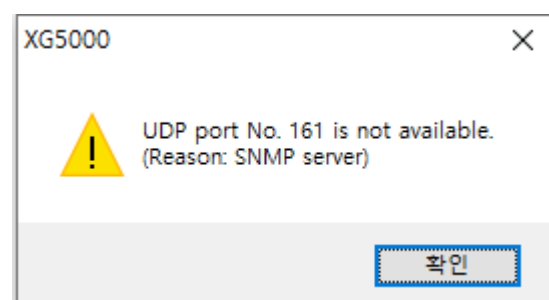 XG5000
UDP port No. 161 is not available.
(Reason: SNMP server)
확인